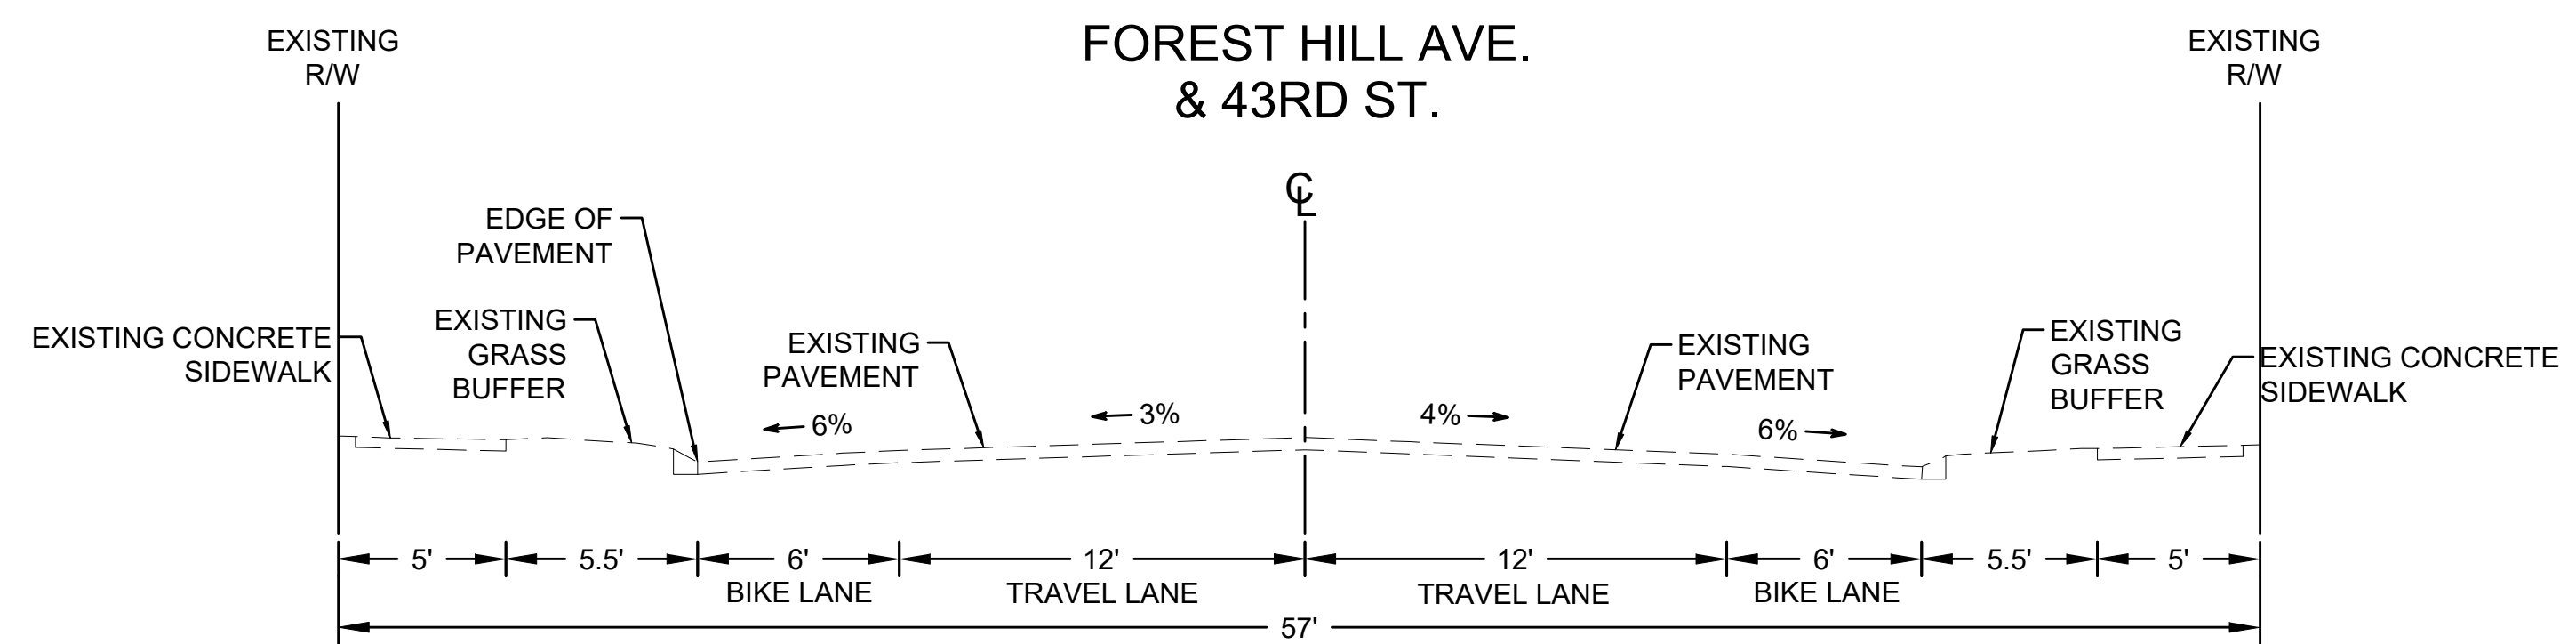 FOREST HILL AVE.
& 43RD ST.
EXISTING
R/W
EXISTING
R/W
℄
EDGE OF
PAVEMENT
EXISTING CONCRETE
SIDEWALK
EXISTING
GRASS
BUFFER
EXISTING
PAVEMENT
EXISTING
PAVEMENT
EXISTING
GRASS
BUFFER
EXISTING CONCRETE
SIDEWALK
6%
3%
4%
6%
5'
5.5'
6'
BIKE LANE
12'
TRAVEL LANE
12'
TRAVEL LANE
6'
BIKE LANE
5.5'
5'
57'